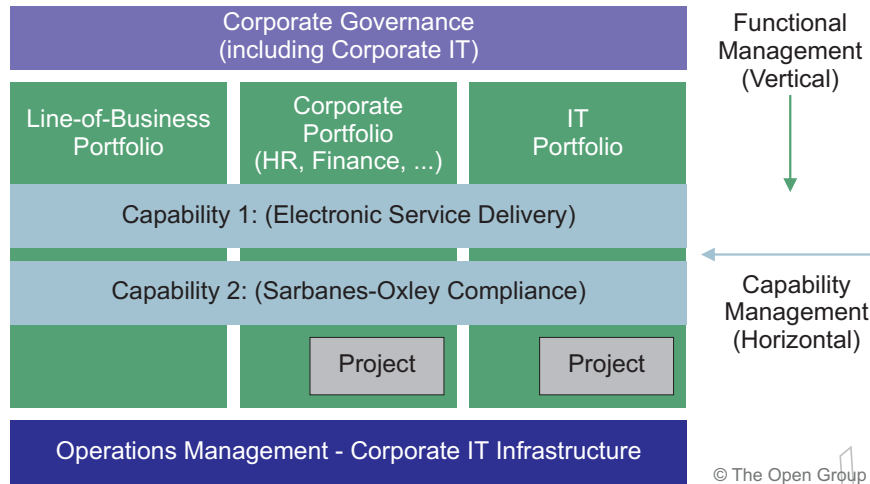 Corporate Governance
(including Corporate IT)
Functional
Management
(Vertical)
Line-of-Business
Portfolio
Corporate
Portfolio
(HR, Finance, ...)
IT
Portfolio
Capability 1: (Electronic Service Delivery)
Capability 2: (Sarbanes-Oxley Compliance)
Capability
Management
(Horizontal)
Project
Project
Operations Management - Corporate IT Infrastructure
© The Open Group